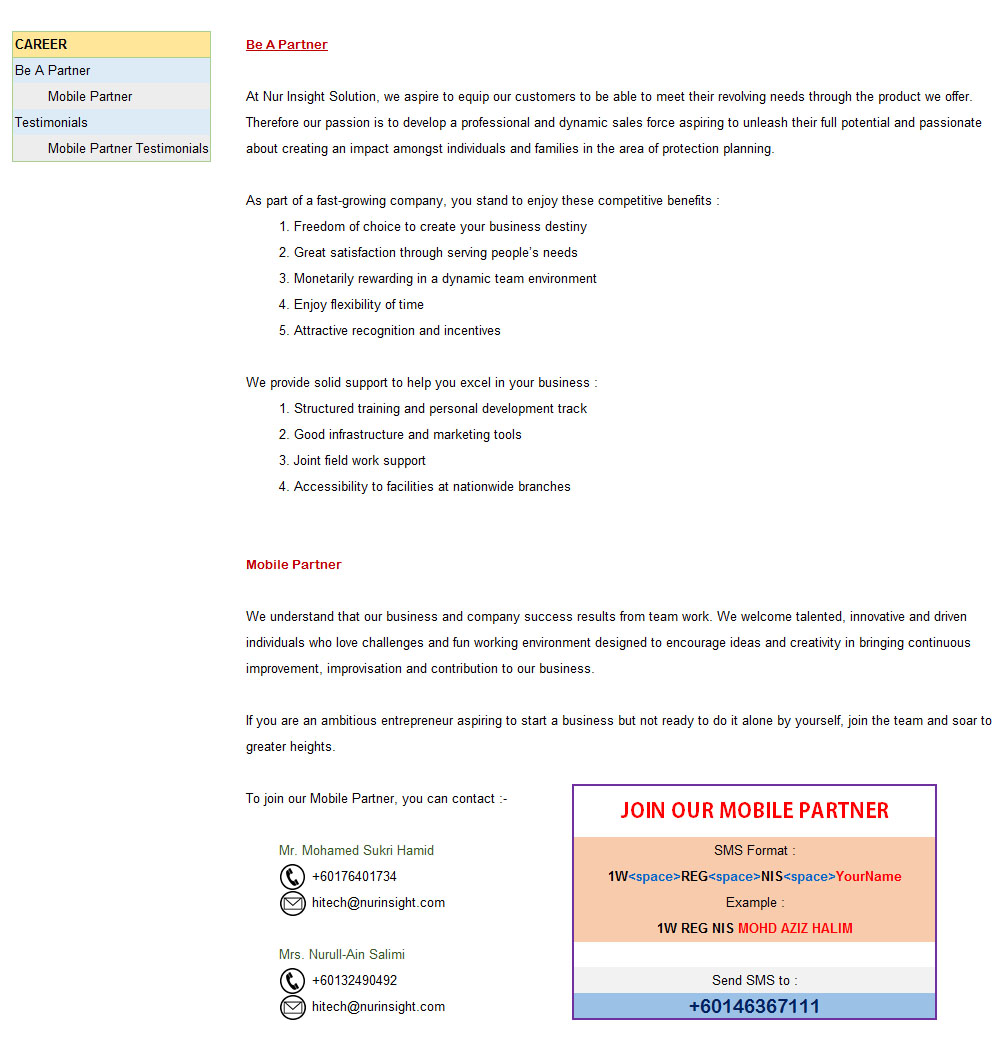 CAREER
Be A Partner
Mobile Partner
Testimonials
Mobile Partner Testimonials
Be A Partner
At Nur Insight Solution, we aspire to equip our customers to be able to meet their revolving needs through the product we offer.
Therefore our passion is to develop a professional and dynamic sales force aspiring to unleash their full potential and passionate
about creating an impact amongst individuals and families in the area of protection planning.
As part of a fast-growing company, you stand to enjoy these competitive benefits :
1. Freedom of choice to create your business destiny
2. Great satisfaction through serving people's needs
3. Monetarily rewarding in a dynamic team environment
4. Enjoy flexibility of time
5. Attractive recognition and incentives
We provide solid support to help you excel in your business :
1. Structured training and personal development track
2. Good infrastructure and marketing tools
3. Joint field work support
4. Accessibility to facilities at nationwide branches
Mobile Partner
We understand that our business and company success results from team work. We welcome talented, innovative and driven
individuals who love challenges and fun working environment designed to encourage ideas and creativity in bringing continuous
improvement, improvisation and contribution to our business.
If you are an ambitious entrepreneur aspiring to start a business but not ready to do it alone by yourself, join the team and soar to
greater heights.
To join our Mobile Partner, you can contact :-
Mr. Mohamed Sukri Hamid
+60176401734
hitech@nurinsight.com
Mrs. Nurull-Ain Salimi
+60132490492
hitech@nurinsight.com
JOIN OUR MOBILE PARTNER
SMS Format :
1W<space>REG<space>NIS<space>YourName
Example :
1W REG NIS MOHD AZIZ HALIM
Send SMS to :
+60146367111